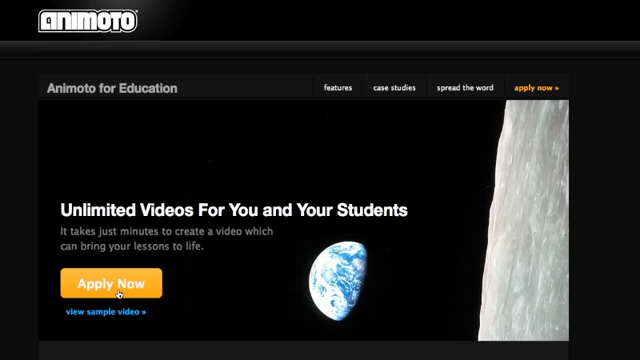 ANIMOTO
Animoto for Education
features
case studies
spread the word
apply now »
Unlimited Videos For You and Your Students
It takes just minutes to create a video which
can bring your lessons to life.
Apply Now
view sample video »